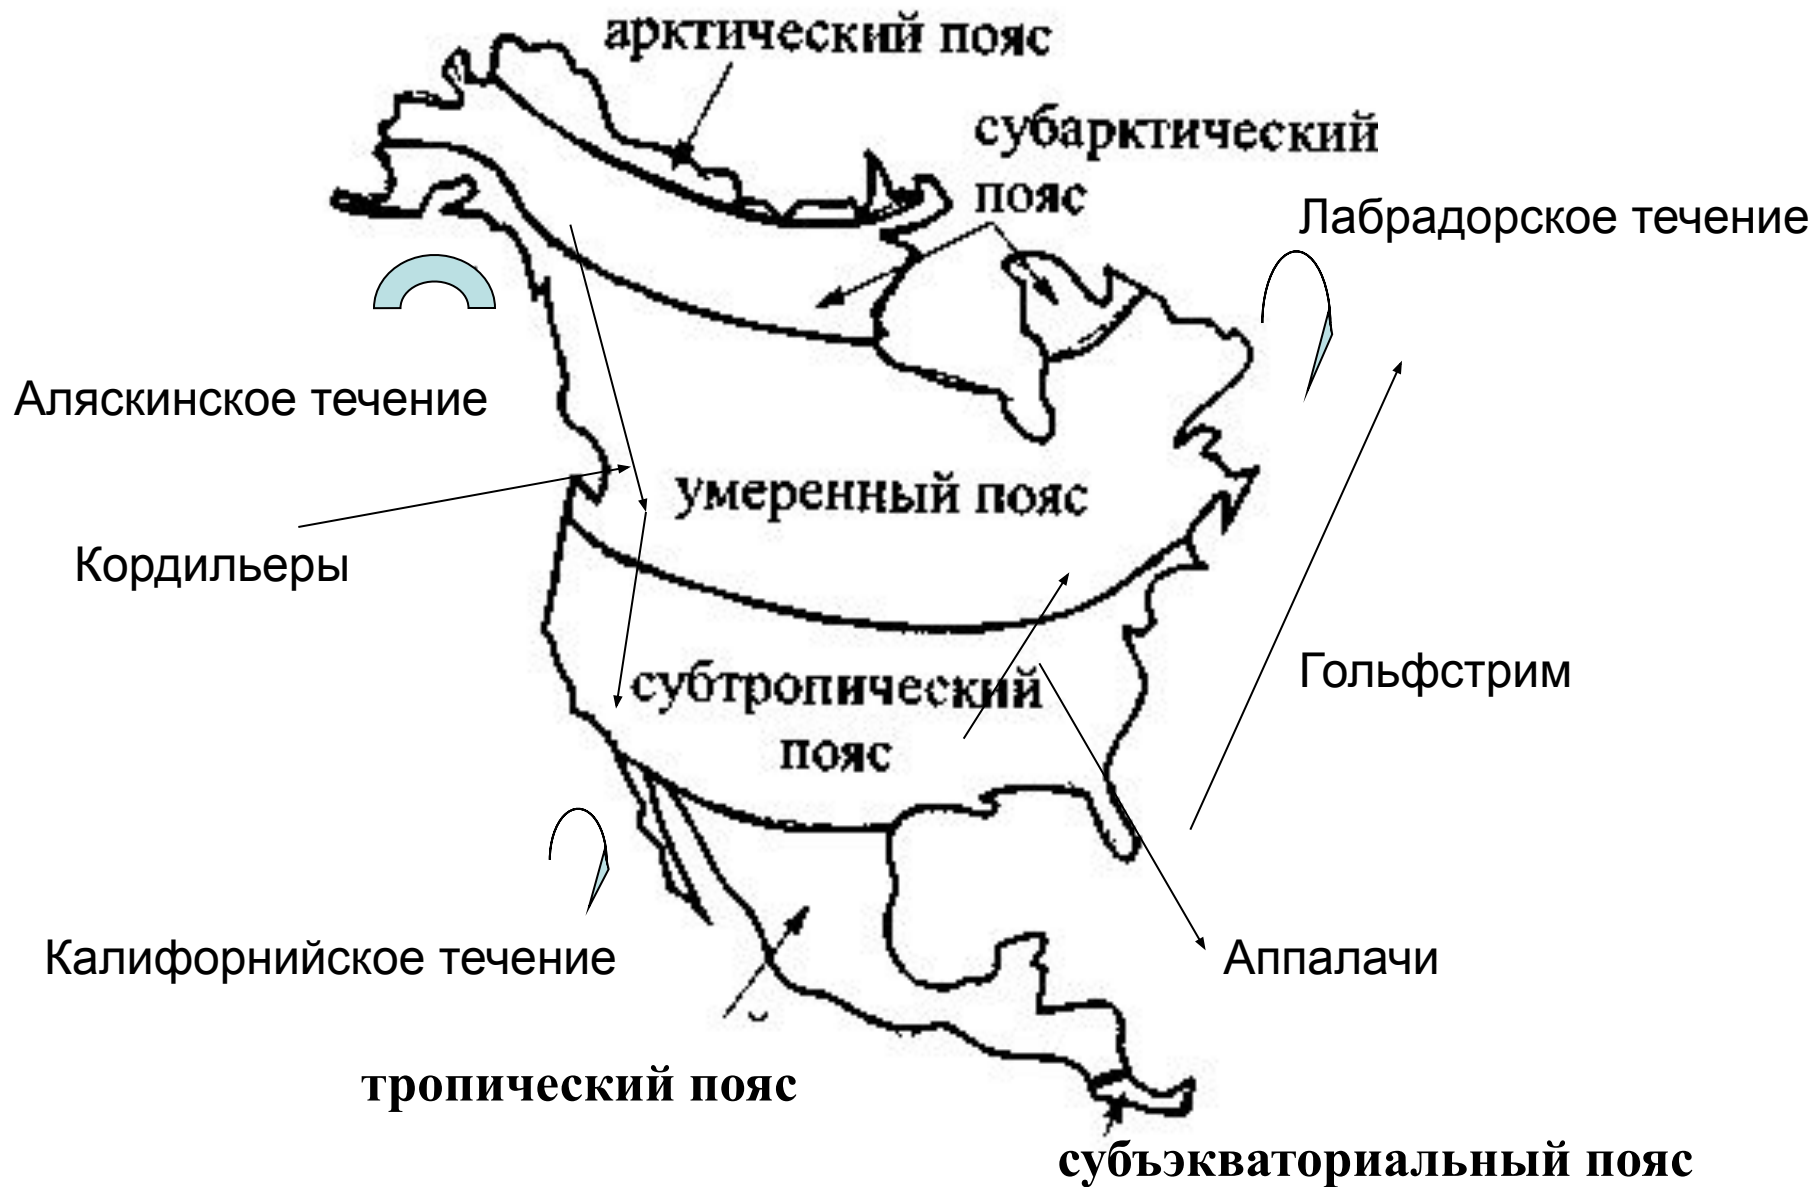 арктический пояс
субарктический
пояс
Лабрадорское течение
Аляскинское течение
умеренный пояс
Кордильеры
субтропический
пояс
Гольфстрим
Калифорнийское течение
Аппалачи
тропический пояс
субъэкваториальный пояс